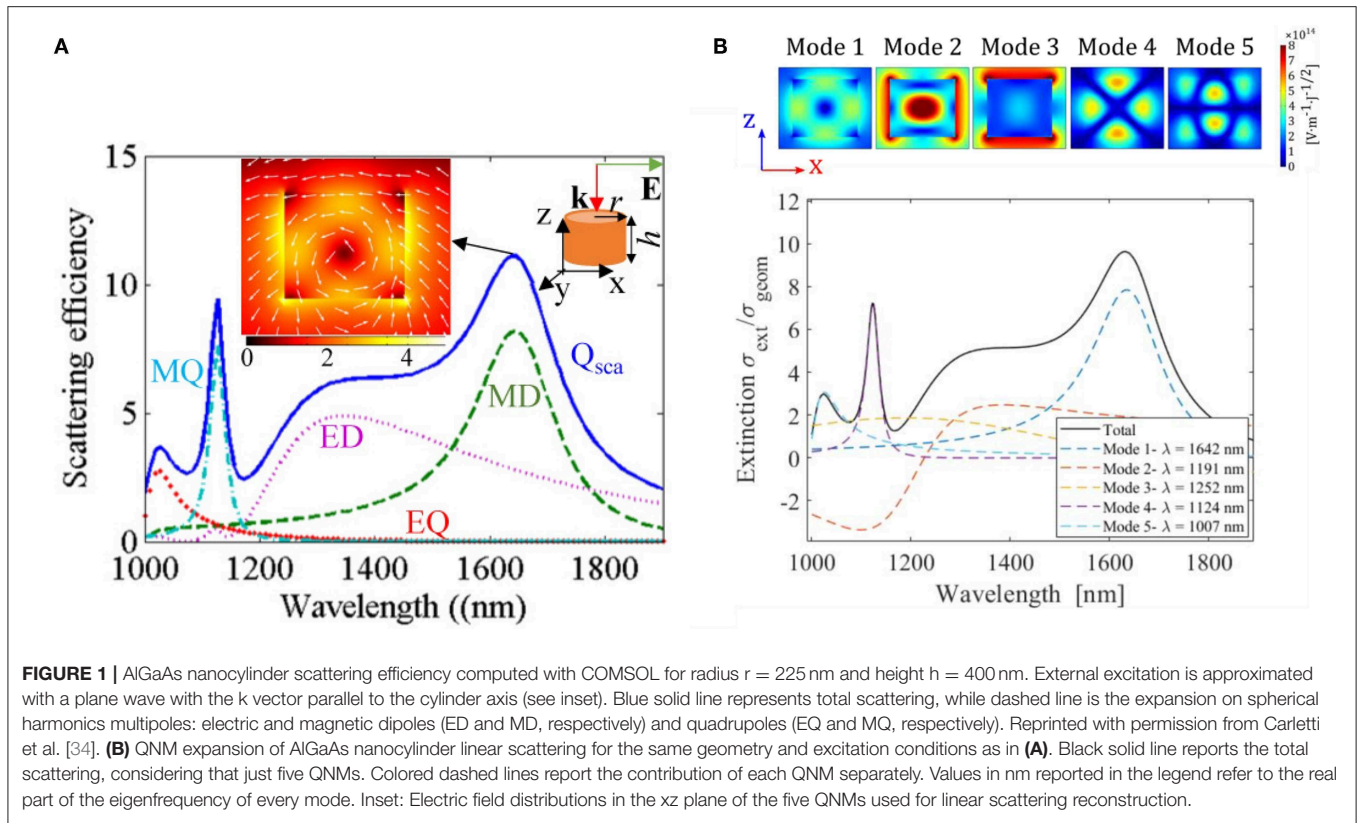 A
15
10
5
0
1000
1200
1400
1600
1800
Scattering efficiency
Wavelength ((nm)
MQ
ED
EQ
MD
Qsca
0
2
4
k
r
E
z
h
x
y
B
Mode 1 Mode 2 Mode 3 Mode 4 Mode 5
×10¹⁴
8
7
6
5
4
3
2
1
0
[V·m⁻¹·J⁻¹/²]
z
x
12
10
8
6
4
2
0
-2
1000 1200 1400 1600 1800
Extinction σext/σgeom
Wavelength [nm]
Total
Mode 1- λ = 1642 nm
Mode 2- λ = 1191 nm
Mode 3- λ = 1252 nm
Mode 4- λ = 1124 nm
Mode 5- λ = 1007 nm
FIGURE 1 | AlGaAs nanocylinder scattering efficiency computed with COMSOL for radius r = 225 nm and height h = 400 nm. External excitation is approximated
with a plane wave with the k vector parallel to the cylinder axis (see inset). Blue solid line represents total scattering, while dashed line is the expansion on spherical
harmonics multipoles: electric and magnetic dipoles (ED and MD, respectively) and quadrupoles (EQ and MQ, respectively). Reprinted with permission from Carletti
et al. [34]. (B) QNM expansion of AlGaAs nanocylinder linear scattering for the same geometry and excitation conditions as in (A). Black solid line reports the total
scattering, considering that just five QNMs. Colored dashed lines report the contribution of each QNM separately. Values in nm reported in the legend refer to the real
part of the eigenfrequency of every mode. Inset: Electric field distributions in the xz plane of the five QNMs used for linear scattering reconstruction.